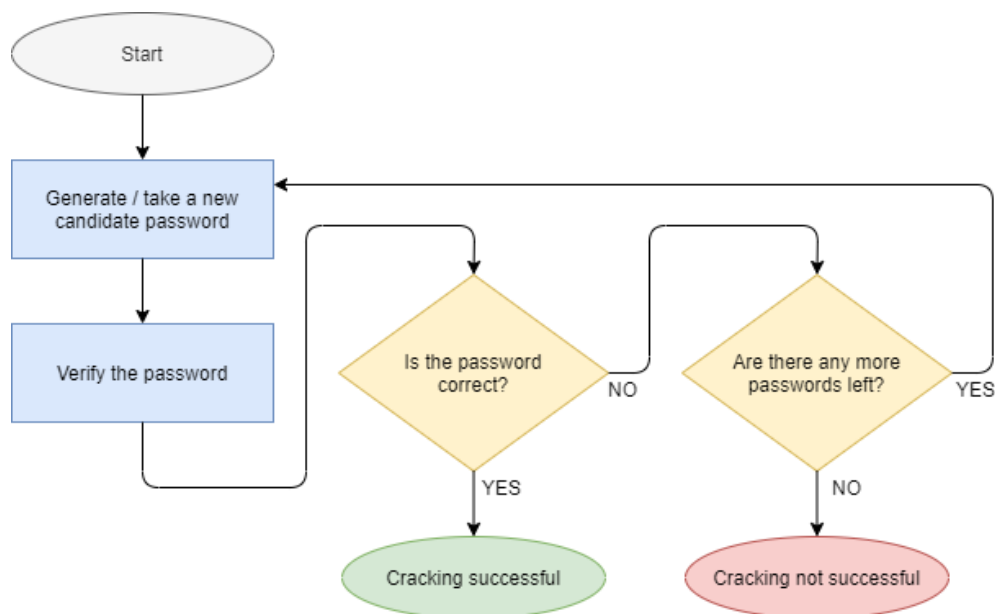 Start
Generate / take a new
candidate password
Verify the password
Is the password
correct?
NO
YES
Are there any more
passwords left?
YES
NO
Cracking successful
Cracking not successful